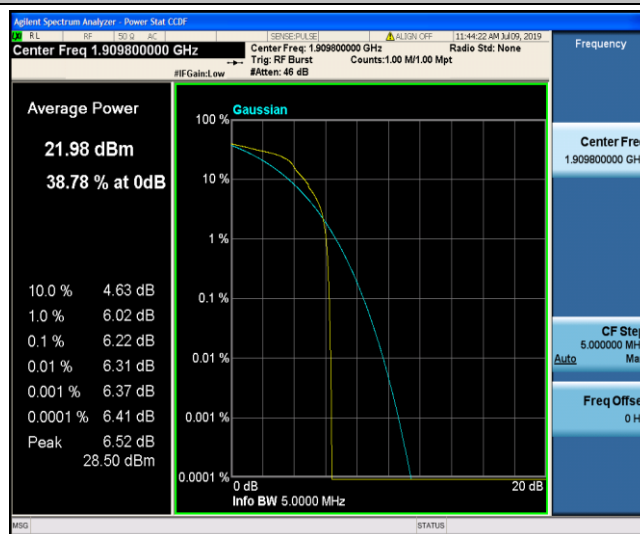 Agilent Spectrum Analyzer - Power Stat CCDF
RL RF 50 Ω AC SENSE:PULSE ALIGN OFF 11:44:22 AM Jul 09, 2019
Center Freq 1.909800000 GHz
Center Freq: 1.909800000 GHz Radio Std: None
Trig: RF Burst Counts:1.00 M/1.00 Mpt
#IFGain:Low #Atten: 46 dB
Frequency
Average Power
21.98 dBm
38.78 % at 0dB
10.0 % 4.63 dB
1.0 % 6.02 dB
0.1 % 6.22 dB
0.01 % 6.31 dB
0.001 % 6.37 dB
0.0001 % 6.41 dB
Peak 6.52 dB
28.50 dBm
Gaussian
100 %
10 %
1 %
0.1 %
0.01 %
0.001 %
0.0001 %
0 dB 20 dB
Info BW 5.0000 MHz
Center Fre
1.909800000 GH
CF Step
5.000000 MH
Auto Ma
Freq Offse
0 H
MSG STATUS